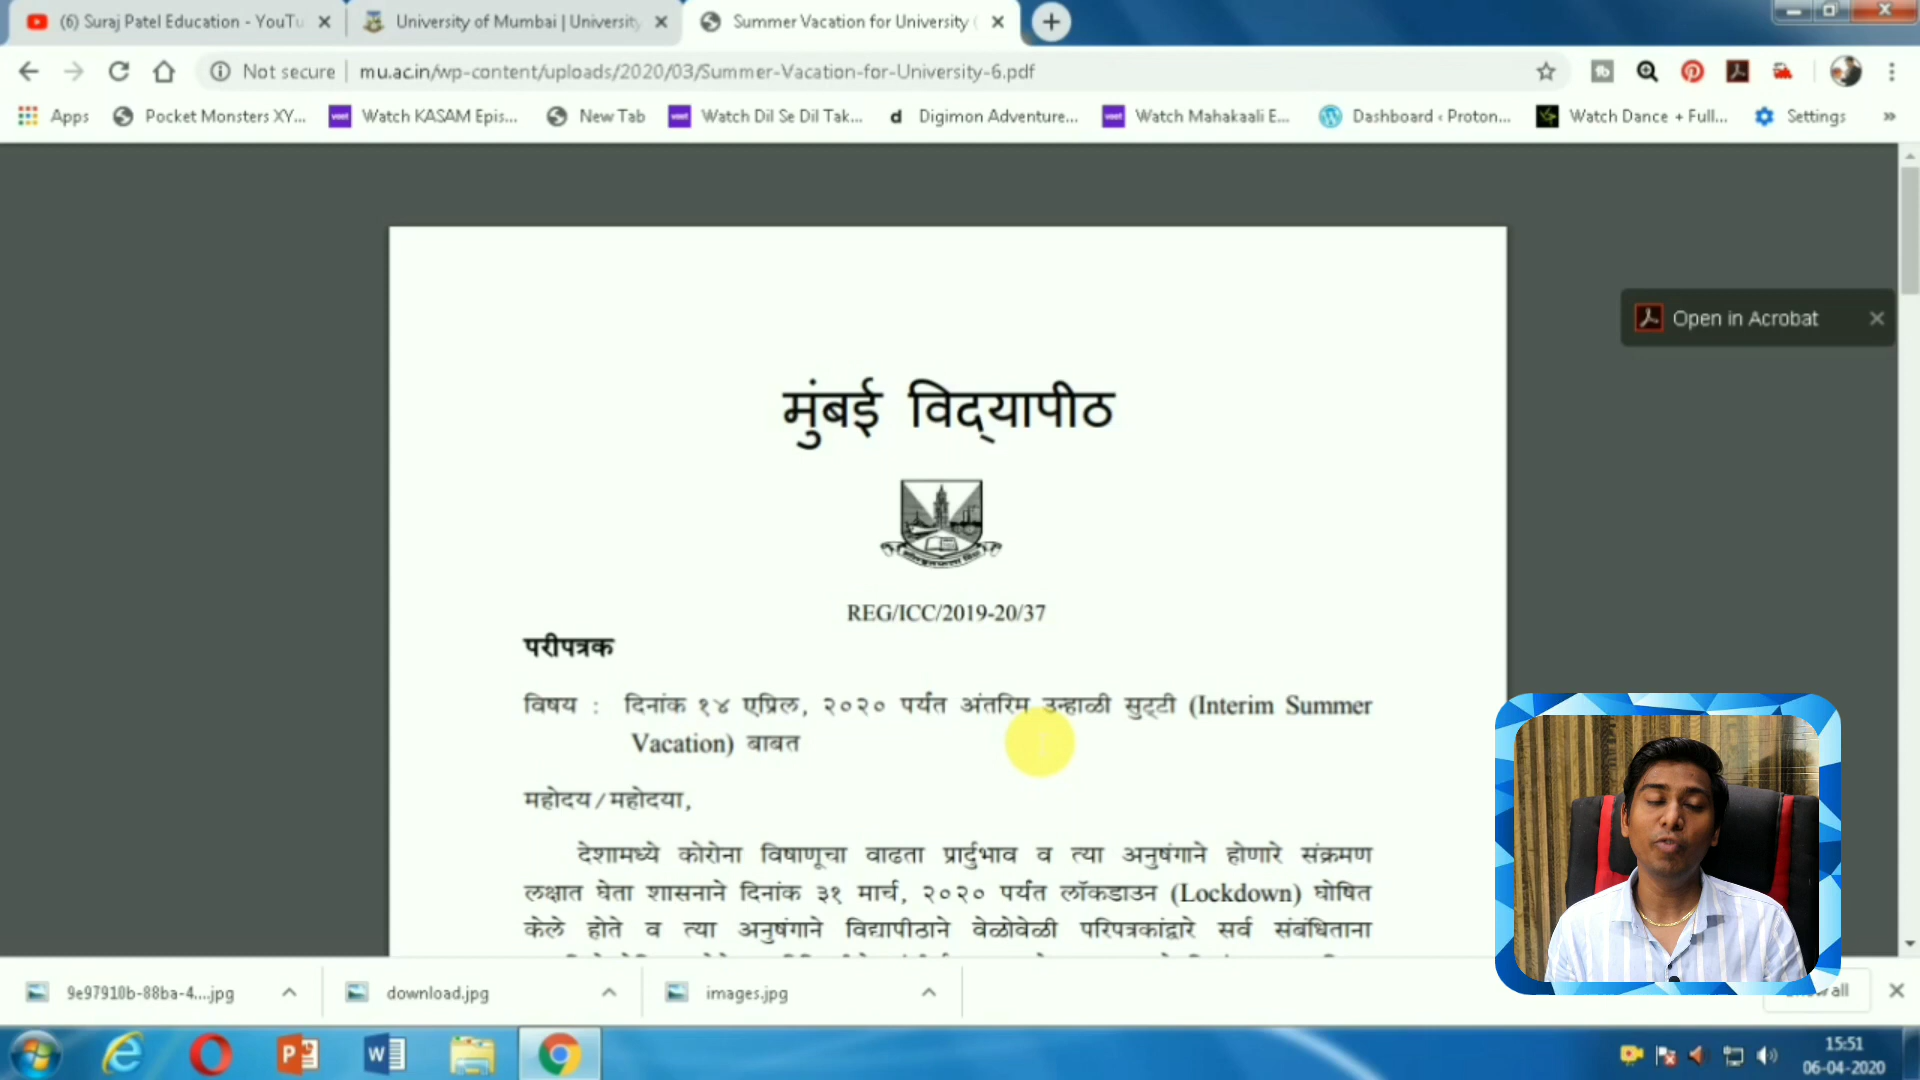 (6) Suraj Patel Education - YouTu
University of Mumbai | University
Summer Vacation for University (
Not secure | mu.ac.in/wp-content/uploads/2020/03/Summer-Vacation-for-University-6.pdf
Apps Pocket Monsters XY... Watch KASAM Epis... New Tab Watch Dil Se Dil Tak... Digimon Adventure... Watch Mahakaali E... Dashboard ‹ Proton... Watch Dance + Full... Settings »
Open in Acrobat
मुंबई विद्‌यापीठ
REG/ICC/2019-20/37
परीपत्रक
विषय : दिनांक १४ एप्रिल, २०२० पर्यंत अंतरिम उन्हाळी सुट्‌टी (Interim Summer
Vacation) बाबत
महोदय/महोदया,
देशामध्ये कोरोना विषाणूचा वाढता प्रार्दुभाव व त्या अनुषंगाने होणारे संक्रमण
लक्षात घेता शासनाने दिनांक ३१ मार्च, २०२० पर्यंत लॉकडाउन (Lockdown) घोषित
केले होते व त्या अनुषंगाने विद्यापीठाने वेळोवेळी परिपत्रकांद्वारे सर्व संबंधिताना
9e97910b-88ba-4....jpg
download.jpg
images.jpg
all
15:51
06-04-2020